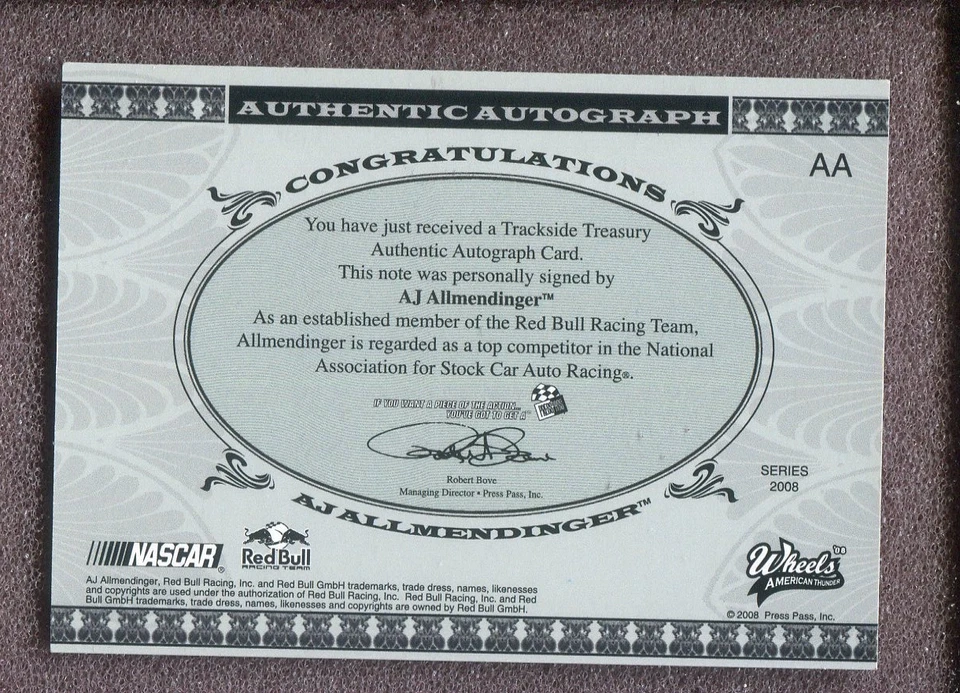 AUTHENTIC AUTOGRAPH
AA
CONGRATULATIONS
You have just received a Trackside Treasury
Authentic Autograph Card.
This note was personally signed by
AJ Allmendinger™
As an established member of the Red Bull Racing Team,
Allmendinger is regarded as a top competitor in the National
Association for Stock Car Auto Racing®.
IF YOU WANT A PIECE OF THE ACTION...
YOU'VE GOT TO GET A™
PRESS PASS
Robert Bove
Managing Director • Press Pass, Inc.
SERIES
2008
AJ ALLMENDINGER™
NASCAR®
Red Bull
RACING TEAM
Wheels '08
AMERICAN THUNDER
AJ Allmendinger, Red Bull Racing, Inc. and Red Bull GmbH trademarks, trade dress, names, likenesses
and copyrights are used under the authorization of Red Bull Racing, Inc. Red Bull Racing, Inc. and Red
Bull GmbH trademarks, trade dress, names, likenesses and copyrights are owned by Red Bull GmbH.
© 2008 Press Pass, Inc.